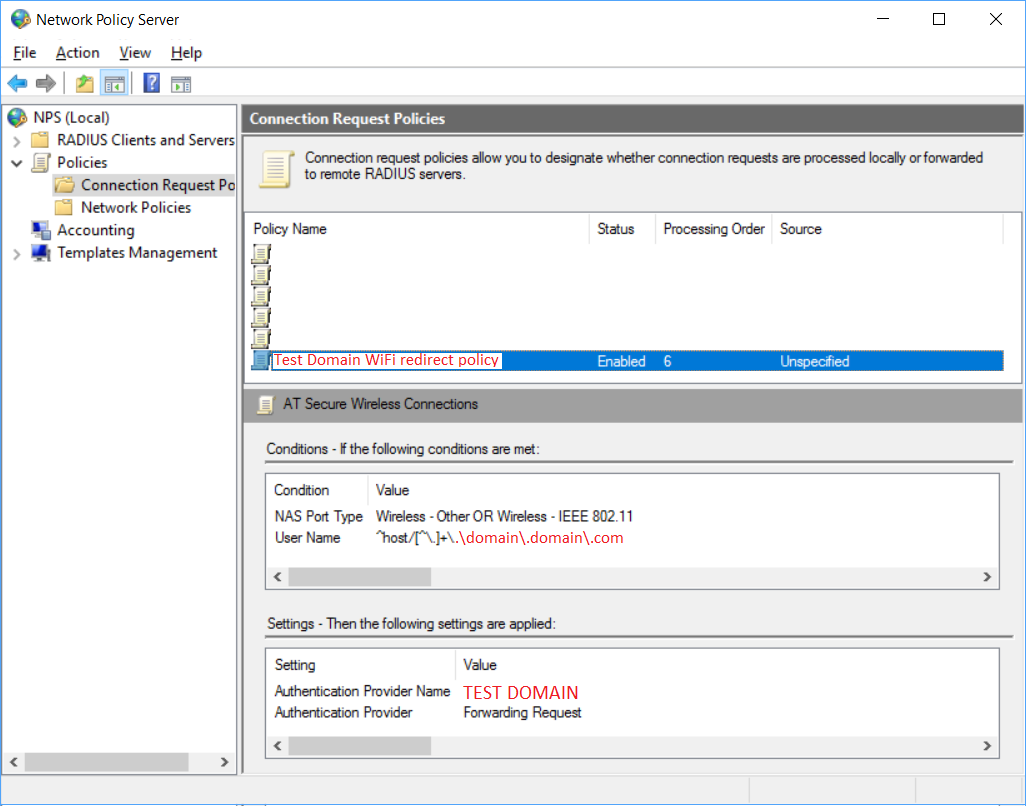 Network Policy Server
File Action View Help
NPS (Local)
RADIUS Clients and Servers
Policies
Connection Request Po
Network Policies
Accounting
Templates Management
Connection Request Policies
Connection request policies allow you to designate whether connection requests are processed locally or forwarded
to remote RADIUS servers.
Policy Name Status Processing Order Source
Test Domain WiFi redirect policy Enabled 6 Unspecified
AT Secure Wireless Connections
Conditions - If the following conditions are met:
Condition Value
NAS Port Type Wireless - Other OR Wireless - IEEE 802.11
User Name ^host/[^\.]+\.\domain\.domain\.com
Settings - Then the following settings are applied:
Setting Value
Authentication Provider Name TEST DOMAIN
Authentication Provider Forwarding Request